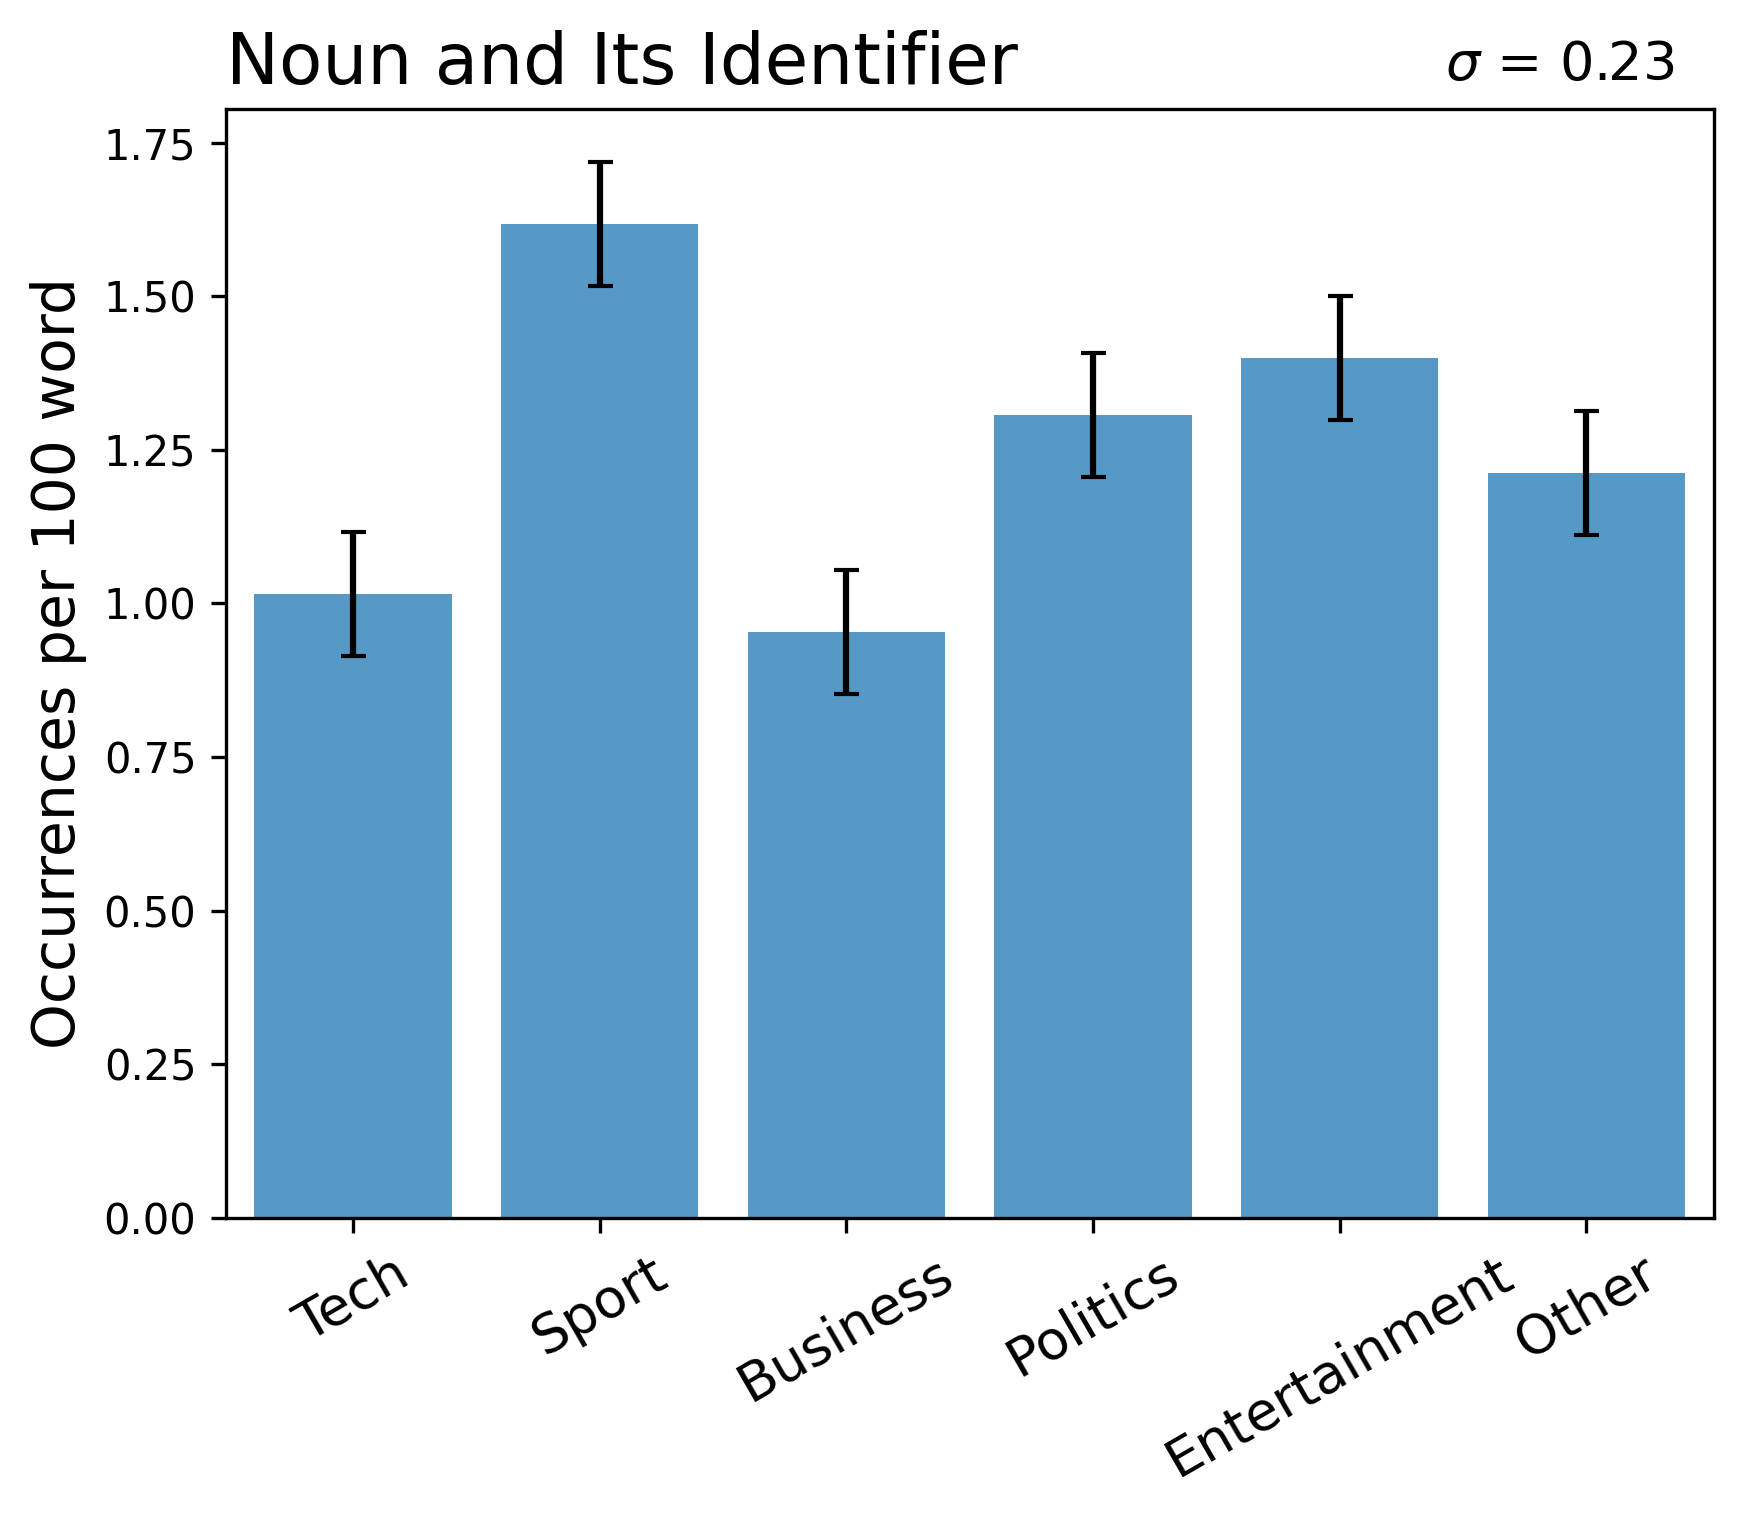 Noun and Its Identifier
σ = 0.23
Occurrences per 100 word
1.75
1.50
1.25
1.00
0.75
0.50
0.25
0.00
Tech
Sport
Business
Politics
Entertainment
Other